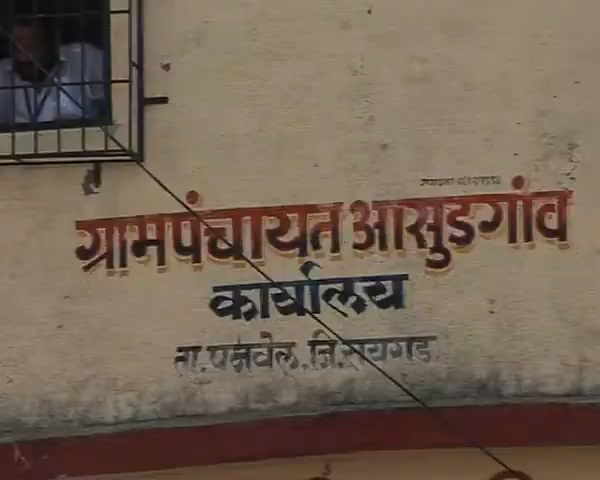 ग्रामपंचायत आसुडगांव
कार्यालय
ता. पनवेल. जि. रायगड